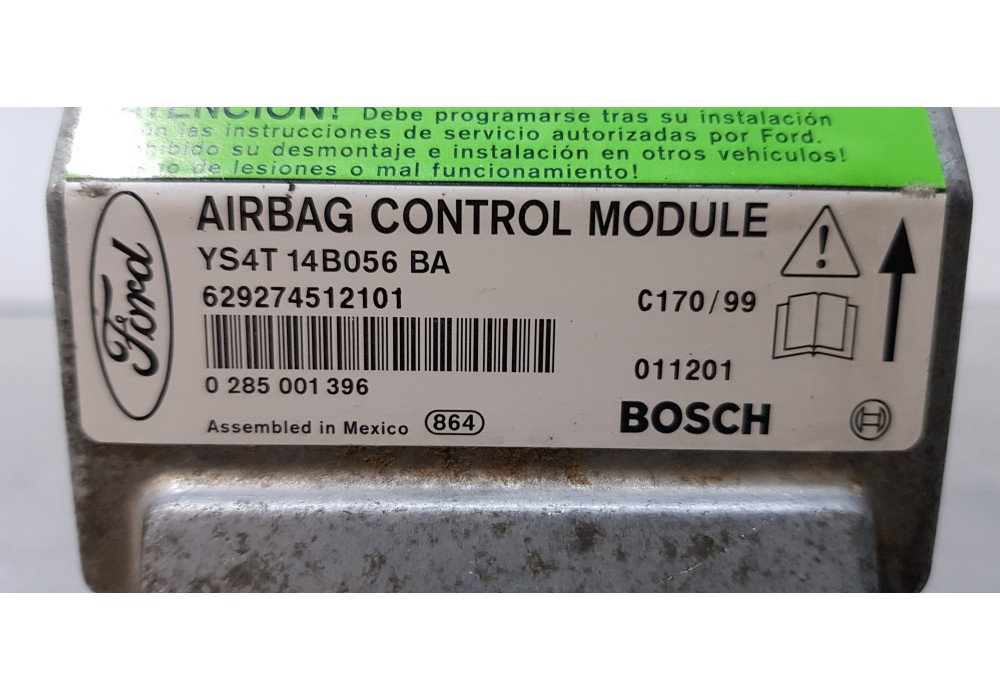 ¡ATENCIÓN! Debe programarse tras su instalación
las instrucciones de servicio autorizadas por Ford.
su desmontaje e instalación en otros vehículos!
de lesiones o mal funcionamiento!
Ford
AIRBAG CONTROL MODULE
YS4T 14B056 BA
629274512101
C170/99
0 285 001 396
011201
Assembled in Mexico 864
BOSCH